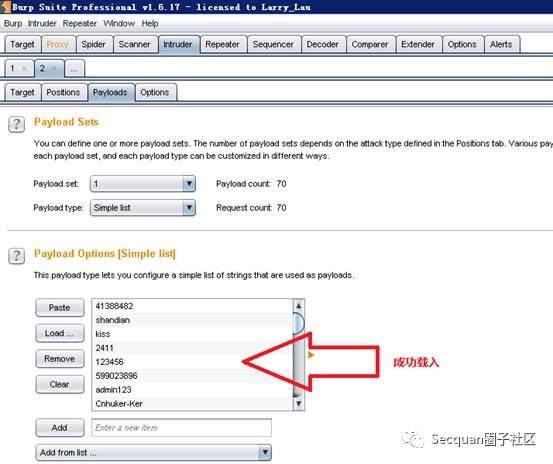 Burp Suite Professional v1.6.17 - licensed to Larry_Lau
Burp Intruder Repeater Window Help
Target Proxy Spider Scanner Intruder Repeater Sequencer Decoder Comparer Extender Options Alerts
1 × 2 × ...
Target Positions Payloads Options
? Payload Sets
You can define one or more payload sets. The number of payload sets depends on the attack type defined in the Positions tab. Various pay
each payload set, and each payload type can be customized in different ways.
Payload set: 1 Payload count: 70
Payload type: Simple list Request count: 70
? Payload Options [Simple list]
This payload type lets you configure a simple list of strings that are used as payloads.
Paste
Load ...
Remove
Clear
41388482
shandian
kiss
2411
123456
599023896
admin123
Cnhuker-Ker
成功载入
Add Enter a new item
Add from list ...
Secquan圈子社区